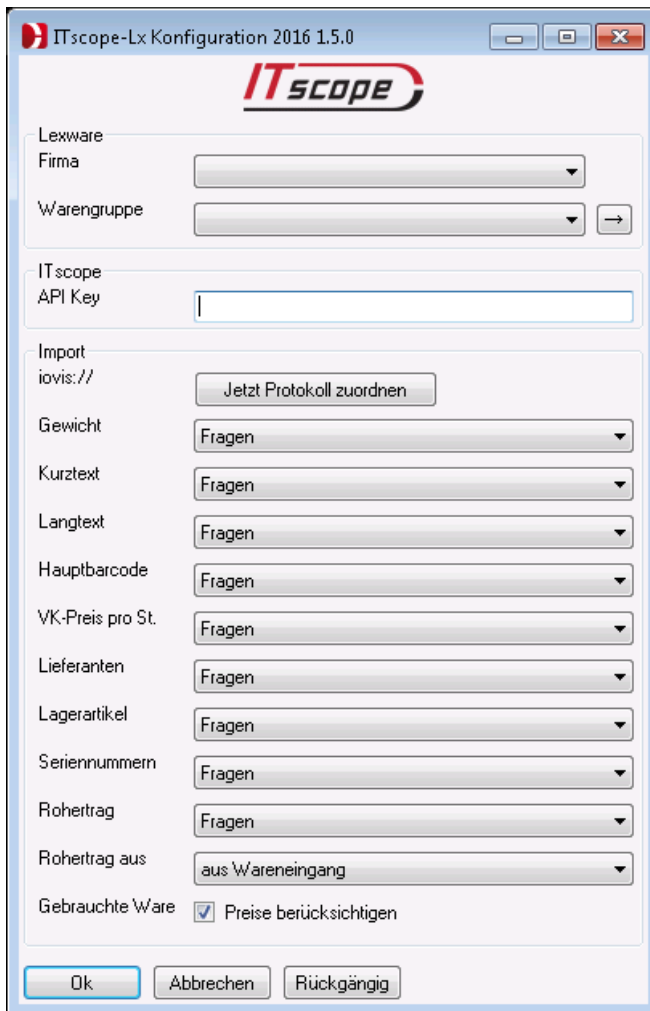 ITscope-Lx Konfiguration 2016 1.5.0
ITscope
Lexware
Firma
Warengruppe →
ITscope
API Key
Import
iovis:// Jetzt Protokoll zuordnen
Gewicht Fragen
Kurztext Fragen
Langtext Fragen
Hauptbarcode Fragen
VK-Preis pro St. Fragen
Lieferanten Fragen
Lagerartikel Fragen
Seriennummern Fragen
Rohertrag Fragen
Rohertrag aus aus Wareneingang
Gebrauchte Ware Preise berücksichtigen
Ok Abbrechen Rückgängig